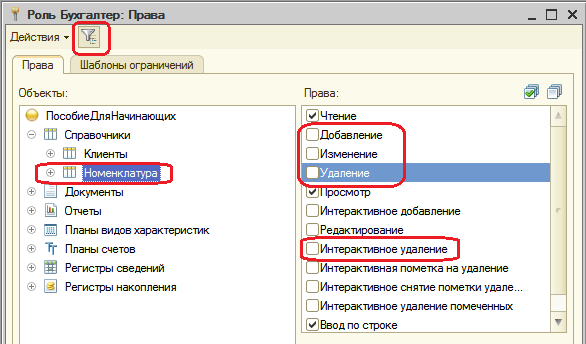 Роль Бухгалтер: Права
Действия
Права
Шаблоны ограничений
Объекты:
Права:
ПособиеДляНачинающих
Справочники
Клиенты
Номенклатура
Документы
Отчеты
Планы видов характеристик
Планы счетов
Регистры сведений
Регистры накопления
Чтение
Добавление
Изменение
Удаление
Просмотр
Интерактивное добавление
Редактирование
Интерактивное удаление
Интерактивная пометка на удаление
Интерактивное снятие пометки удале...
Интерактивное удаление помеченных
Ввод по строке